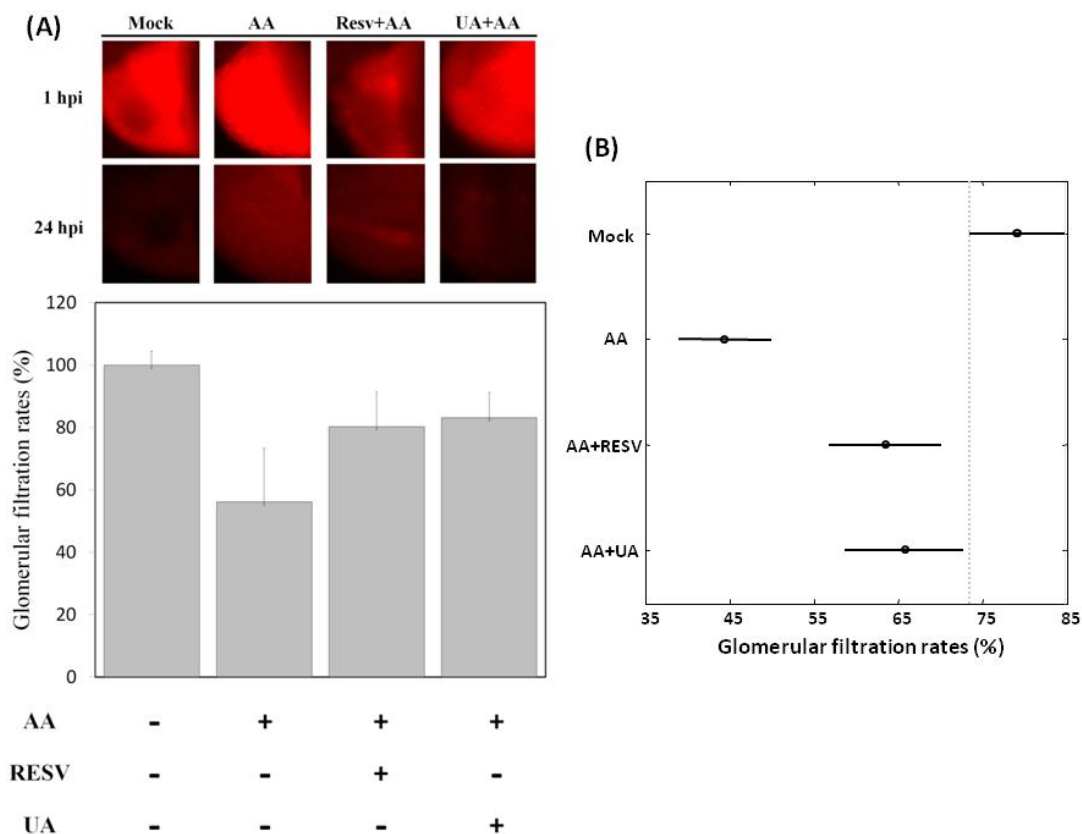 (A)
Mock AA Resv+AA UA+AA
1 hpi
24 hpi
120
100
80
60
40
20
0
Glomerular filtration rates (%)
AA - + + +
RESV - - + -
UA - - - +
(B)
Mock
AA
AA+RESV
AA+UA
35 45 55 65 75 85
Glomerular filtration rates (%)